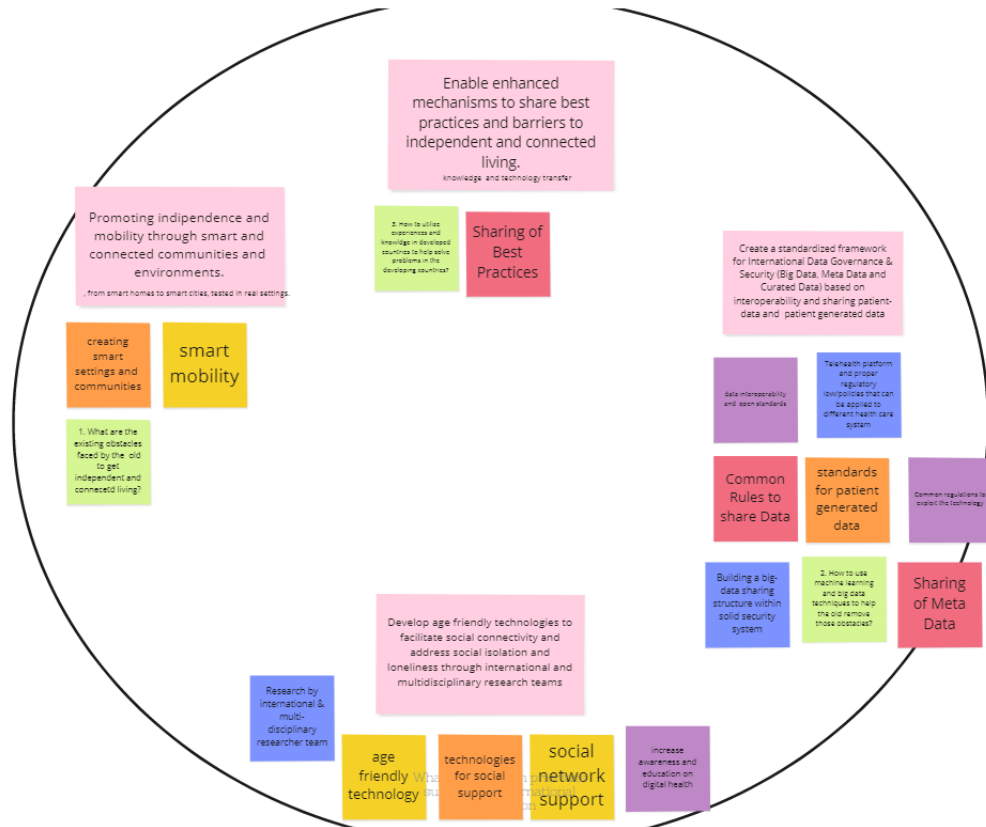 Enable enhanced
mechanisms to share best
practices and barriers to
independent and connected
living.
knowledge and technology transfer
Promoting indipendence and
mobility through smart and
connected communities and
environments.
, from smart homes to smart cities, tested in real settings.
3. How to utilise
experiences and
knowldge in developed
countries to help solve
problems in the
developing countries?
Sharing of
Best
Practices
Create a standardized framework
for International Data Governance &
Security (Big Data, Meta Data and
Curated Data) based on
interoperability and sharing patient-
data and patient generated data
creating
smart
settings and
communities
smart
mobility
1. What are the
existing obstacles
faced by the old
to get
independent and
connecetd living?
data interoperability
and open standards
Telehealth platform
and proper
regulatory
low/policies that can
be applied to
different health care
system
Common
Rules to
share Data
standards
for patient
generated
data
Common regulations to
exploit the technology
Building a big-
data sharing
structure within
solid security
system
2. How to use
machine learning
and big data
techniques to help
the old remove
those obstacles?
Sharing
of Meta
Data
Develop age friendly technologies to
facilitate social connectivity and
address social isolation and
loneliness through international and
multidisciplinary research teams
Research by
international &
multi-
disciplinary
researcher team
age
friendly
technology
technologies
for social
support
social
network
support
increase
awareness and
education on
digital health